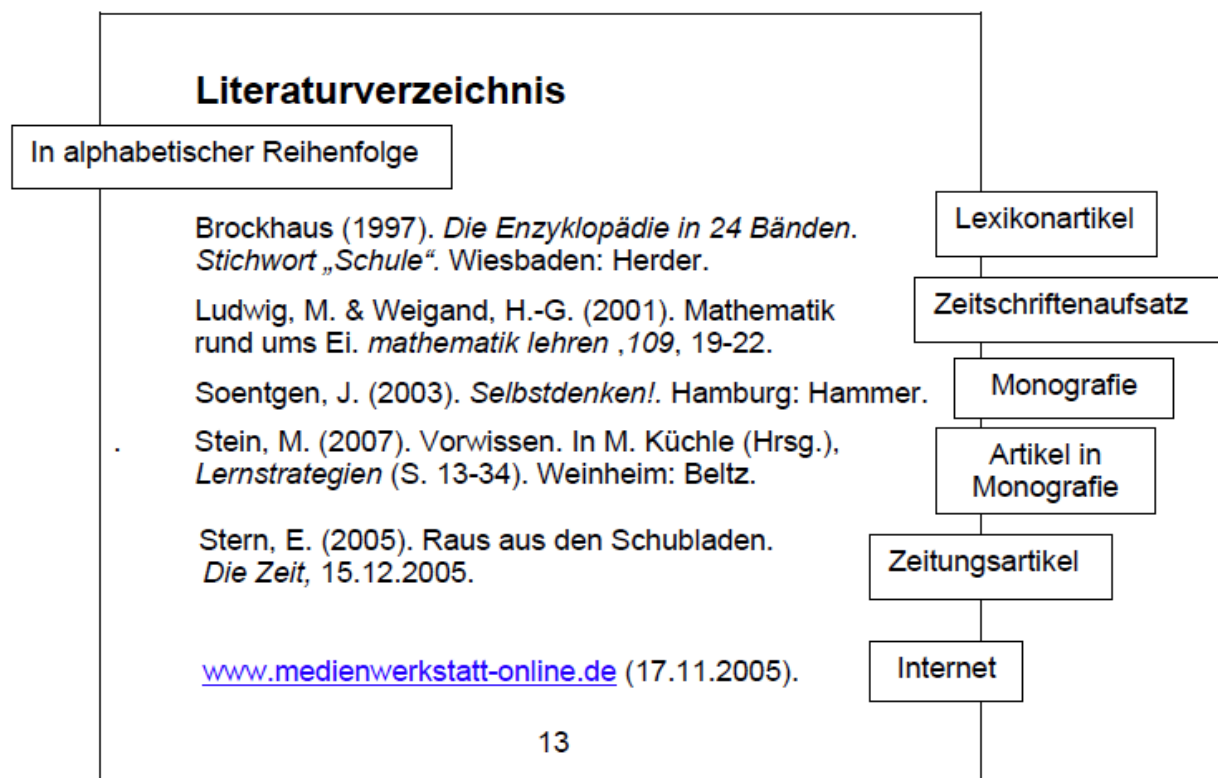 Literaturverzeichnis
In alphabetischer Reihenfolge
Brockhaus (1997). Die Enzyklopädie in 24 Bänden.
Stichwort „Schule“. Wiesbaden: Herder.
Lexikonartikel
Ludwig, M. & Weigand, H.-G. (2001). Mathematik
rund ums Ei. mathematik lehren ,109, 19-22.
Zeitschriftenaufsatz
Soentgen, J. (2003). Selbstdenken!. Hamburg: Hammer.
Monografie
. Stein, M. (2007). Vorwissen. In M. Küchle (Hrsg.),
Lernstrategien (S. 13-34). Weinheim: Beltz.
Artikel in
Monografie
Stern, E. (2005). Raus aus den Schubladen.
Die Zeit, 15.12.2005.
Zeitungsartikel
www.medienwerkstatt-online.de (17.11.2005).
Internet
13